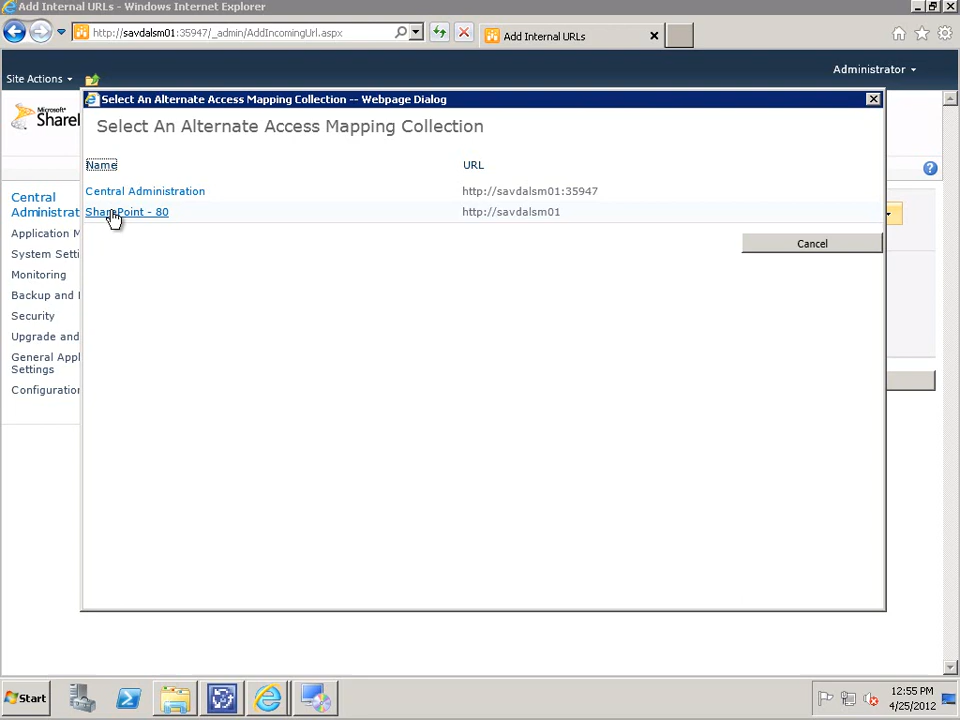 Add Internal URLs - Windows Internet Explorer
http://savdalsm01:35947/_admin/AddIncomingUrl.aspx
Add Internal URLs
Site Actions
Administrator
Select An Alternate Access Mapping Collection -- Webpage Dialog
Microsoft
Select An Alternate Access Mapping Collection
Name URL
Central Administration http://savdalsm01:35947
SharePoint - 80 http://savdalsm01
Cancel
Central
Administrat
Application M
System Setti
Monitoring
Backup and
Security
Upgrade and
General Appl
Settings
Configuration
Start
12:55 PM
4/25/2012